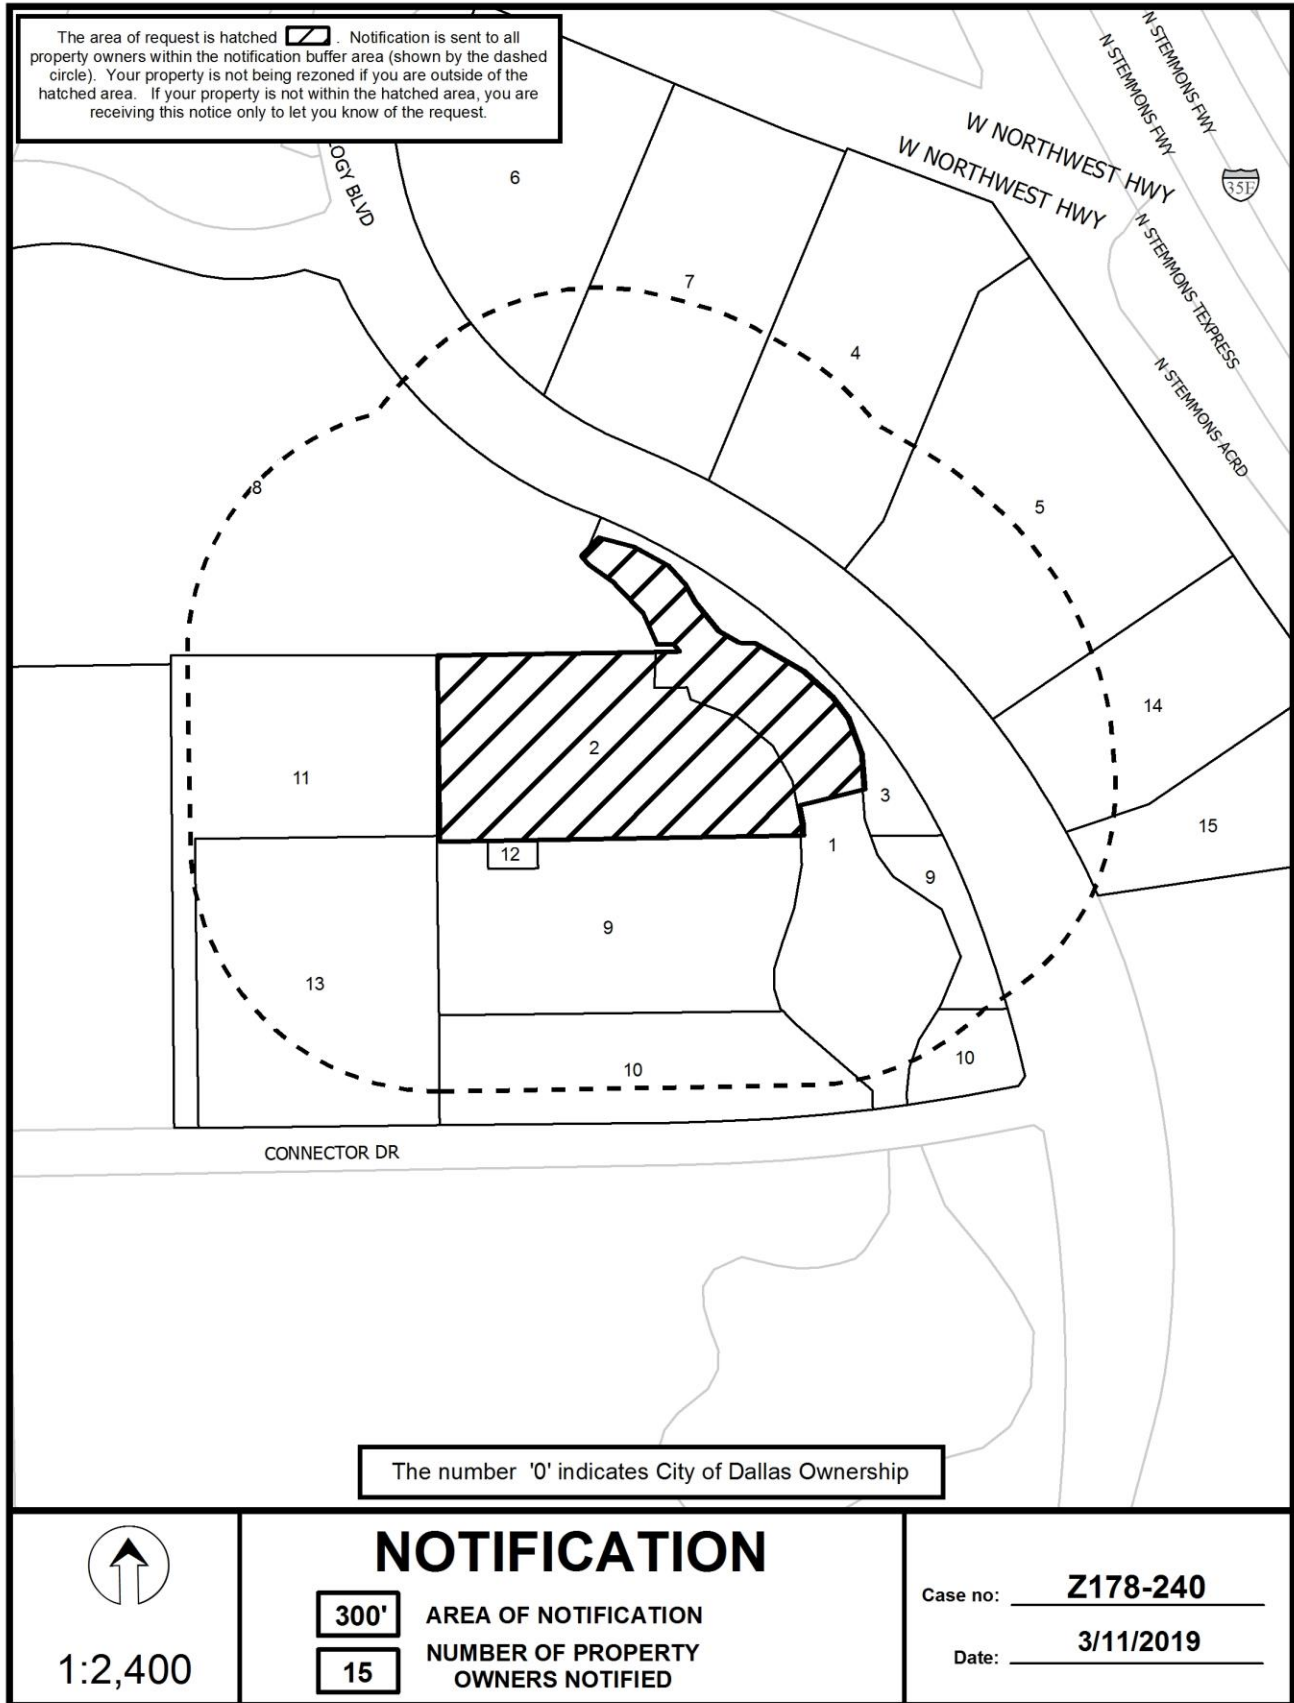 The area of request is hatched . Notification is sent to all
property owners within the notification buffer area (shown by the dashed
circle). Your property is not being rezoned if you are outside of the
hatched area. If your property is not within the hatched area, you are
receiving this notice only to let you know of the request.
OGY BLVD
W NORTHWEST HWY
W NORTHWEST HWY
N STEMMONS FWY
N STEMMONS FWY
35E
N STEMMONS TEXPRESS
N STEMMONS ACRD
6
7
4
8
5
14
2
11
3
15
1
12
9
9
13
10
10
CONNECTOR DR
The number '0' indicates City of Dallas Ownership
1:2,400
NOTIFICATION
300' AREA OF NOTIFICATION
15 NUMBER OF PROPERTY
OWNERS NOTIFIED
Case no: Z178-240
Date: 3/11/2019